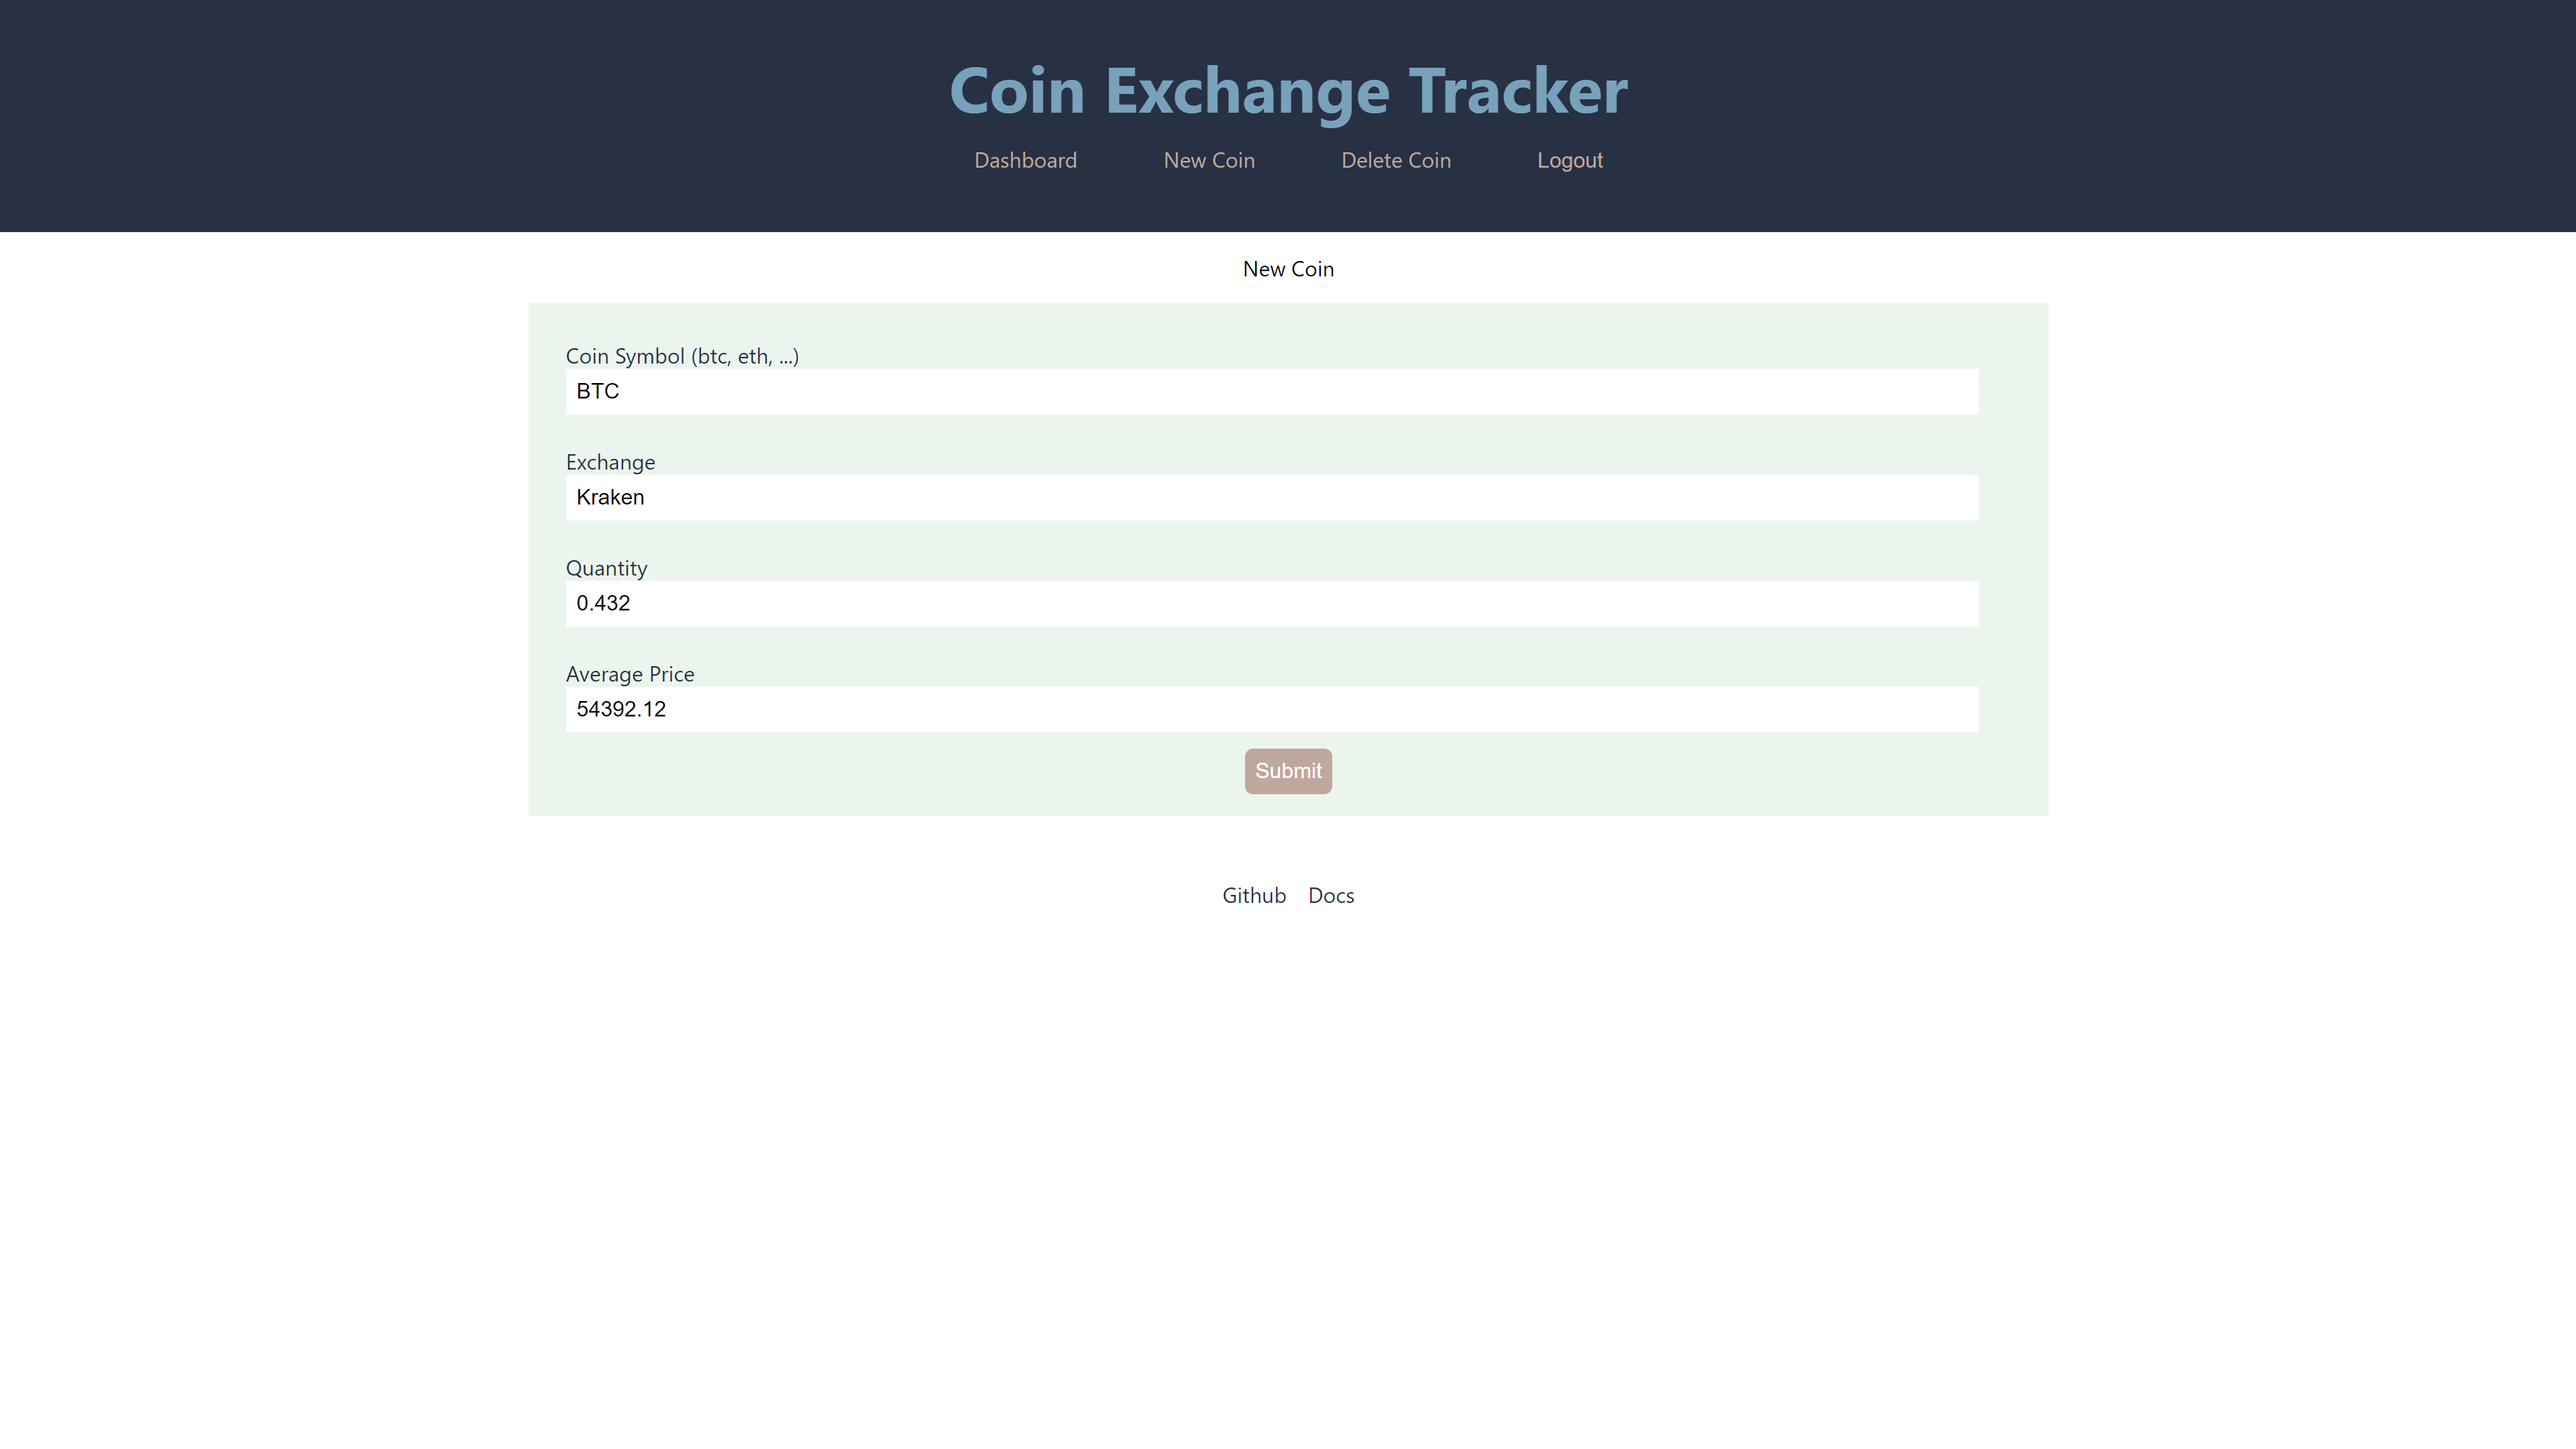 Coin Exchange Tracker
Dashboard New Coin Delete Coin Logout
New Coin
Coin Symbol (btc, eth, ...)
BTC
Exchange
Kraken
Quantity
0.432
Average Price
54392.12
Submit
Github Docs